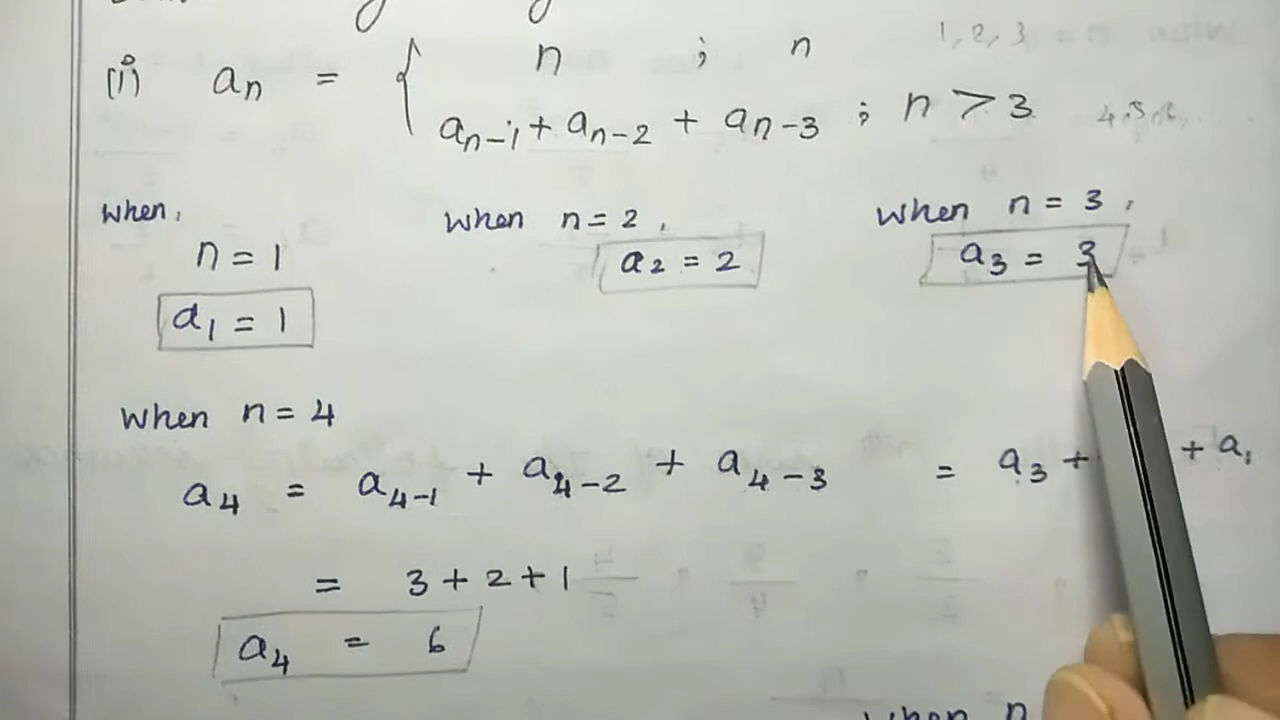 (i) aₙ = { n ; n 1, 2, 3
aₙ₋₁ + aₙ₋₂ + aₙ₋₃ ; n > 3 4, 5, 6,
When, When n = 2, When n = 3,
n = 1 a₂ = 2 a₃ = 3
a₁ = 1
When n = 4
a₄ = a₄₋₁ + a₄₋₂ + a₄₋₃ = a₃ + + a₁
= 3 + 2 + 1
a₄ = 6
When n